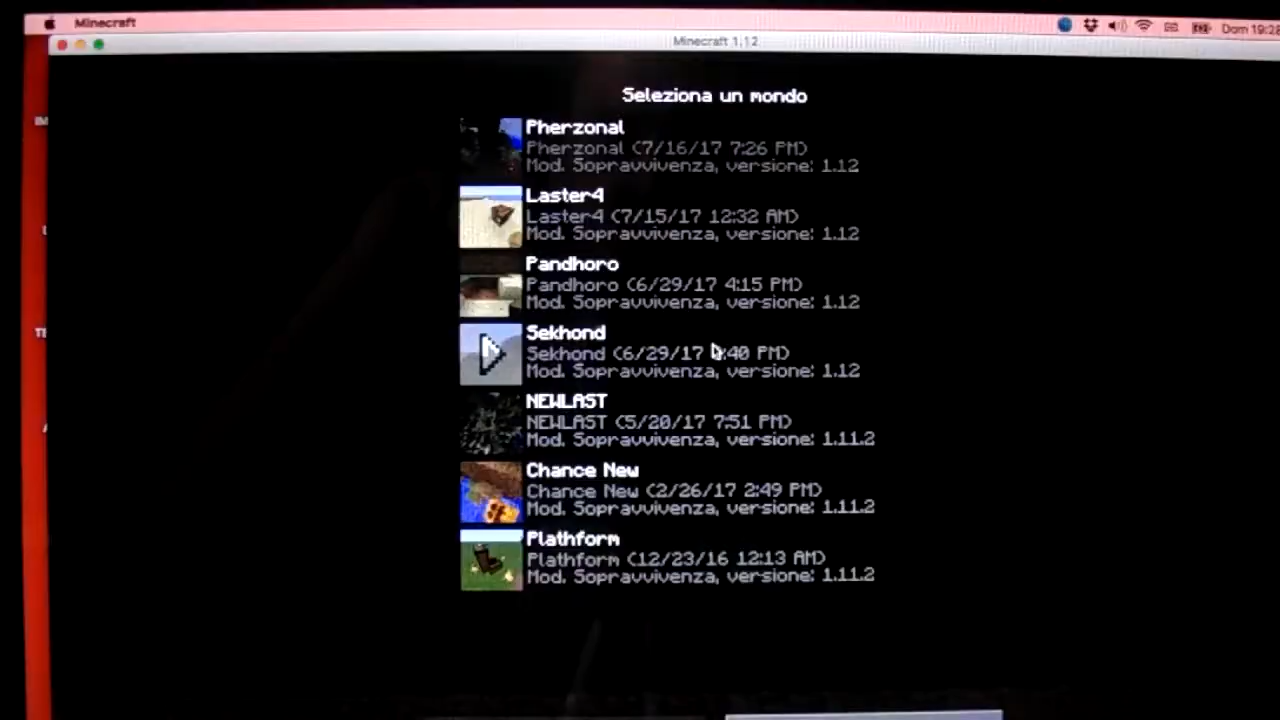 Minecraft
Dom 19:28
Minecraft 1.12
Seleziona un mondo
Pherzonal
Pherzonal (7/16/17 7:26 PM)
Mod. Sopravvivenza, versione: 1.12
Laster4
Laster4 (7/15/17 12:32 AM)
Mod. Sopravvivenza, versione: 1.12
Pandhoro
Pandhoro (6/29/17 4:15 PM)
Mod. Sopravvivenza, versione: 1.12
Sekhond
Sekhond (6/29/17 :40 PM)
Mod. Sopravvivenza, versione: 1.12
NEWLAST
NEWLAST (5/20/17 7:51 PM)
Mod. Sopravvivenza, versione: 1.11.2
Chance New
Chance New (2/26/17 2:49 PM)
Mod. Sopravvivenza, versione: 1.11.2
Plathform
Plathform (12/23/16 12:13 AM)
Mod. Sopravvivenza, versione: 1.11.2